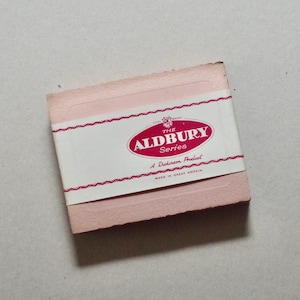 THE
ALDBURY
Series
A Dickinson Product
MADE IN GREAT BRITAIN